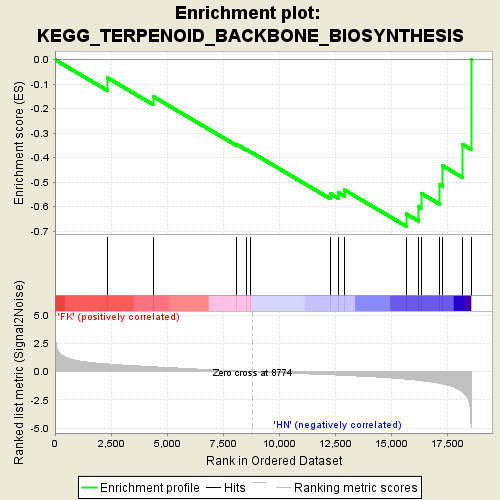 Enrichment plot:
KEGG_TERPENOID_BACKBONE_BIOSYNTHESIS
Enrichment score (ES)
0.0
-0.1
-0.2
-0.3
-0.4
-0.5
-0.6
-0.7
Ranked list metric (Signal2Noise)
5.0
2.5
0.0
-2.5
-5.0
'FK' (positively correlated)
Zero cross at 8774
'HN' (negatively correlated)
0
2,500
5,000
7,500
10,000
12,500
15,000
17,500
Rank in Ordered Dataset
Enrichment profile
Hits
Ranking metric scores